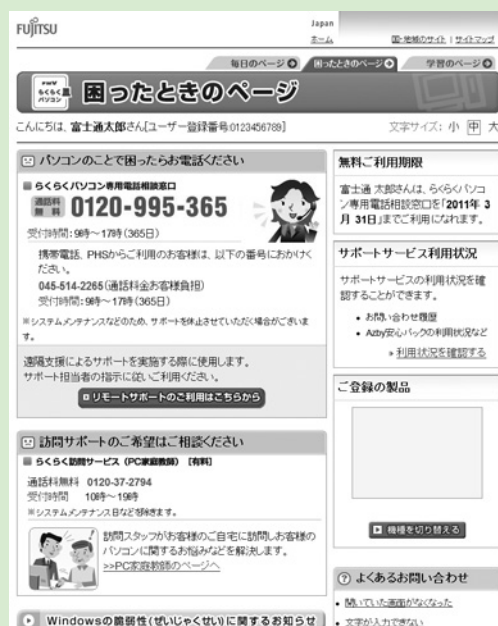 FUJITSU
Japan
ホーム
国・地域のサイト | サイトマップ
毎日のページ
困ったときのページ
学習のページ
FMV
らくらく
パソコン
困ったときのページ
こんにちは、富士通太郎さん[ユーザー登録番号:0123456789]
文字サイズ: 小 中 大
パソコンのことで困ったらお電話ください
らくらくパソコン専用電話相談窓口
通話料
無料
0120-995-365
受付時間:9時~17時(365日)
携帯電話、PHSからご利用のお客様は、以下の番号におかけく
ださい。
045-514-2265(通話料金お客様負担)
受付時間:9時~17時(365日)
※システムメンテナンスなどのため、サポートを休止させていただく場合がございま
す。
遠隔支援によるサポートを実施する際に使用します。
サポート担当者の指示に従いご利用ください。
リモートサポートのご利用はこちらから
訪問サポートのご希望はご相談ください
らくらく訪問サービス (PC家庭教師) [有料]
通話料無料 0120-37-2794
受付時間 10時~19時
※システムメンテナンス日などを除きます。
訪問スタッフがお客様のご自宅に訪問しお客様の
パソコンに関するお悩みなどを解決します。
>>PC家庭教師のページへ
Windowsの脆弱性(ぜいじゃくせい)に関するお知らせ
無料ご利用期限
富士通 太郎さんは、らくらくパソコ
ン専用電話相談窓口を「2011年 3
月 31日」までご利用になれます。
サポートサービス利用状況
サポートサービスの利用状況を確
認することができます。
• お問い合わせ履歴
• Azby安心パックの利用状況など
» 利用状況を確認する
ご登録の製品
機種を切り替える
よくあるお問い合わせ
• 開いていた画面がなくなった
• 文字が入力できない